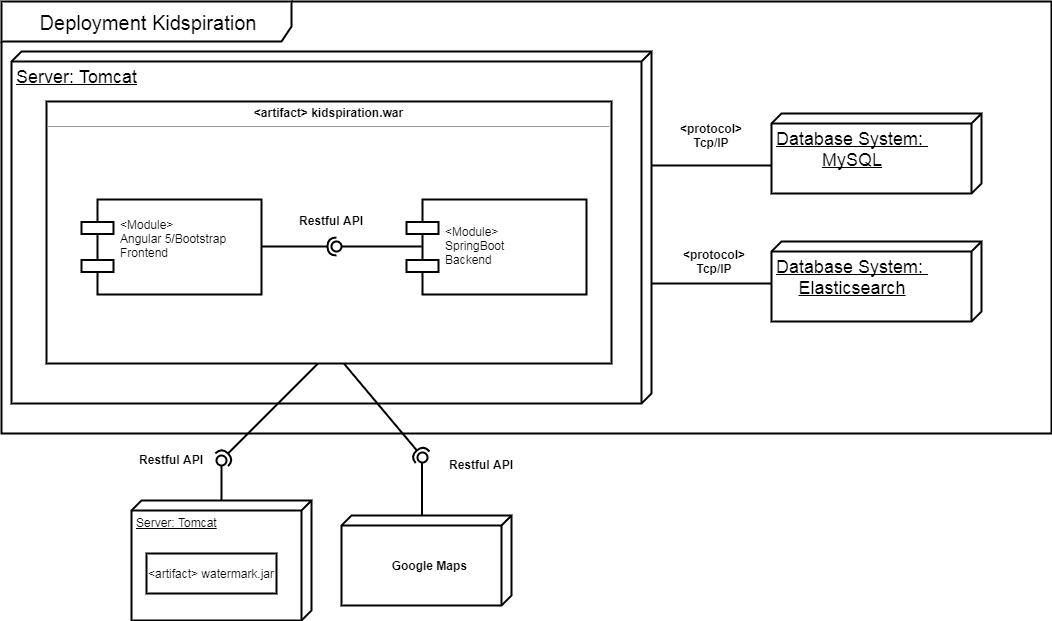 Deployment Kidspiration
Server: Tomcat
<artifact> kidspiration.war
<protocol>
Tcp/IP
Database System:
MySQL
<Module>
Angular 5/Bootstrap
Frontend
Restful API
<Module>
SpringBoot
Backend
<protocol>
Tcp/IP
Database System:
Elasticsearch
Restful API
Restful API
Server: Tomcat
<artifact> watermark.jar
Google Maps